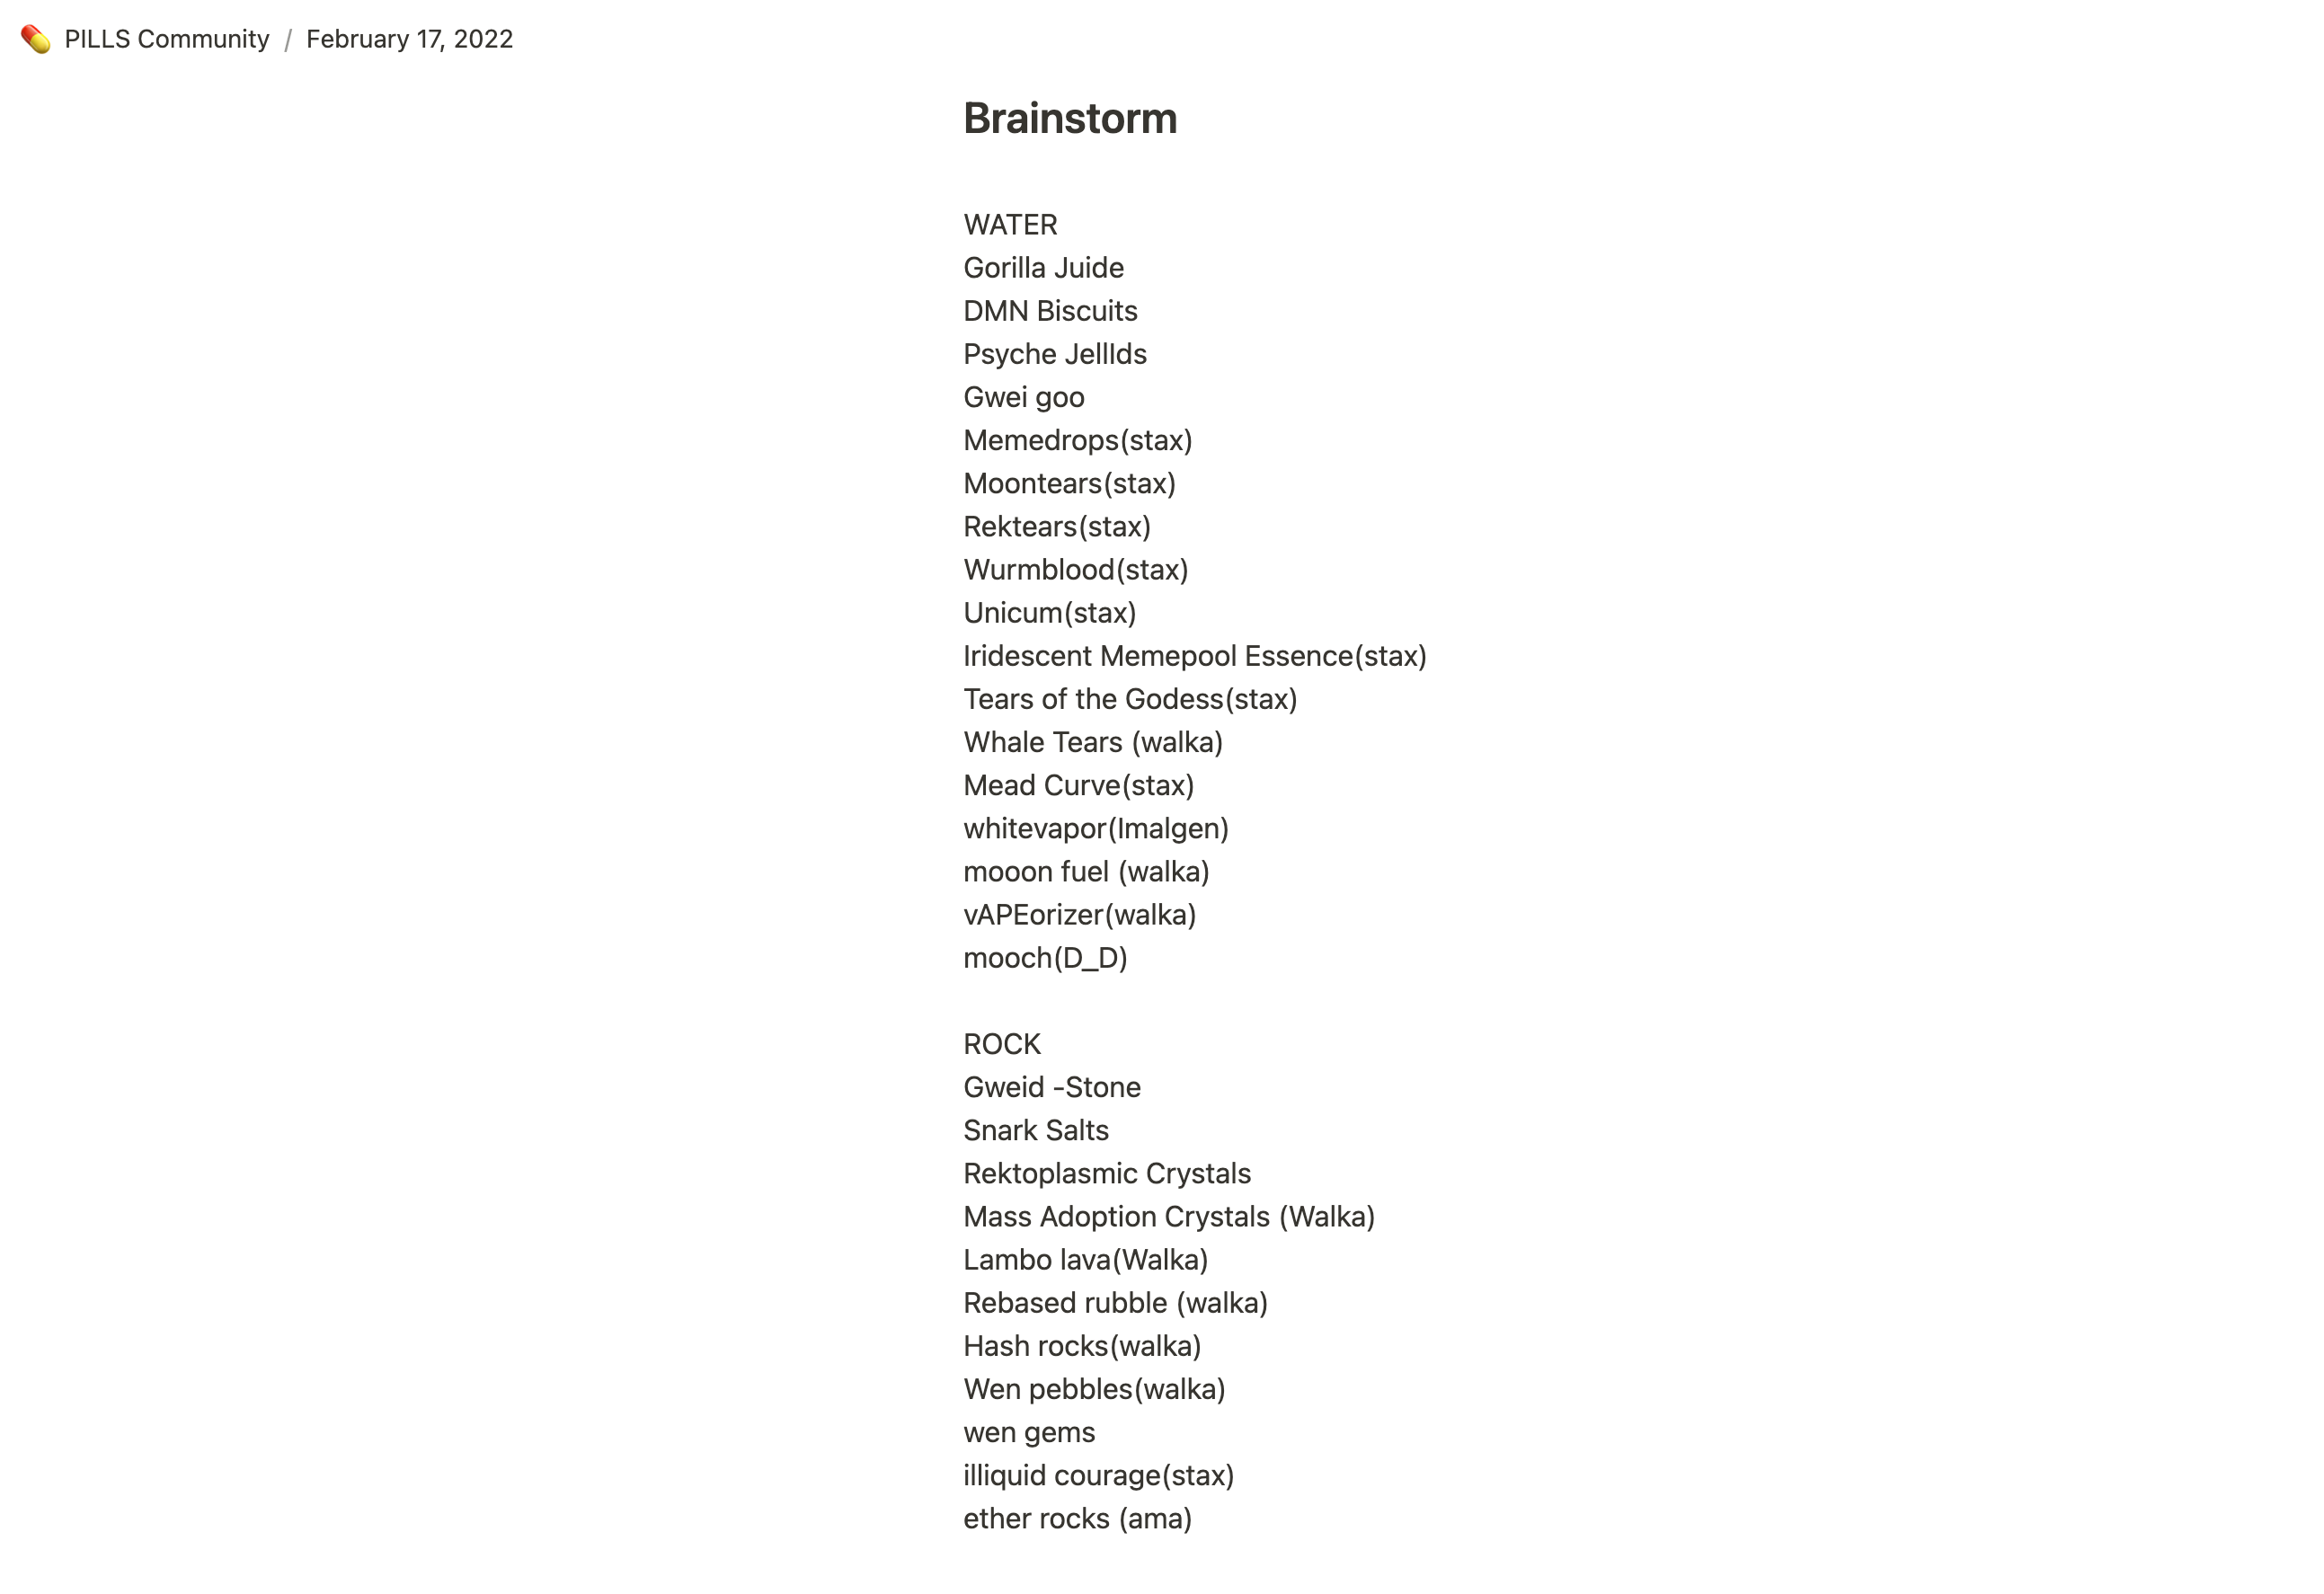 PILLS Community / February 17, 2022
Brainstorm
WATER
Gorilla Juide
DMN Biscuits
Psyche JellIds
Gwei goo
Memedrops(stax)
Moontears(stax)
Rektears(stax)
Wurmblood(stax)
Unicum(stax)
Iridescent Memepool Essence(stax)
Tears of the Godess(stax)
Whale Tears (walka)
Mead Curve(stax)
whitevapor(Imalgen)
mooon fuel (walka)
vAPEorizer(walka)
mooch(D_D)
ROCK
Gweid -Stone
Snark Salts
Rektoplasmic Crystals
Mass Adoption Crystals (Walka)
Lambo lava(Walka)
Rebased rubble (walka)
Hash rocks(walka)
Wen pebbles(walka)
wen gems
illiquid courage(stax)
ether rocks (ama)